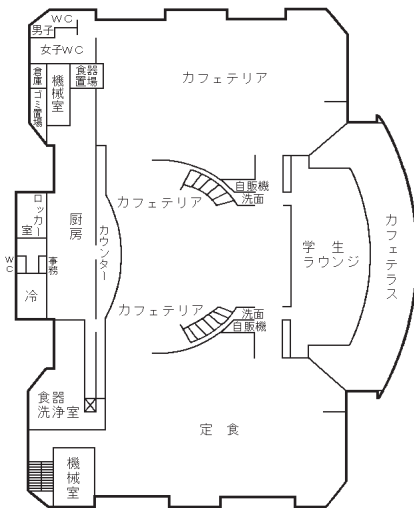 WC
男子
女子WC
倉庫
機械室
食器
置場
ゴミ置場
カフェテリア
自販機
洗面
カフェテリア
ロッカー
室
厨房
カウンター
学生
ラウンジ
カフェテラス
WC
事務
冷
カフェテリア
洗面
自販機
食器
洗浄室
定食
機械室